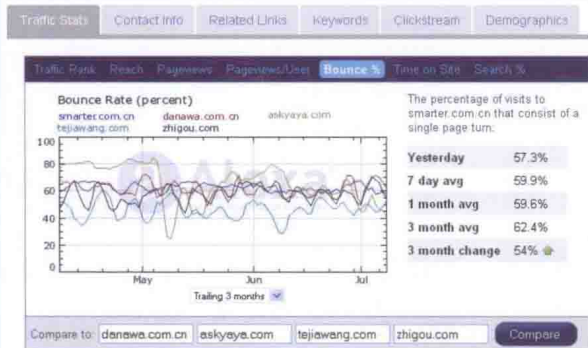 Traffic Stats Contact Info Related Links Keywords Clickstream Demographics
Traffic Rank Reach Pageviews Pageviews/User Bounce % Time on Site Search %
Bounce Rate (percent)
smarter.com.cn danawa.com.cn askyaya.com
tejiawang.com zhigou.com
100
80
60
40
20
0
May Jun Jul
Alexa
Trailing 3 months
The percentage of visits to
smarter.com.cn that consist of a
single page turn:
Yesterday 57.3%
7 day avg 59.9%
1 month avg 59.6%
3 month avg 62.4%
3 month change 54%
Compare to: danawa.com.cn askyaya.com tejiawang.com zhigou.com Compare